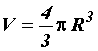 V = 4/3 π R³